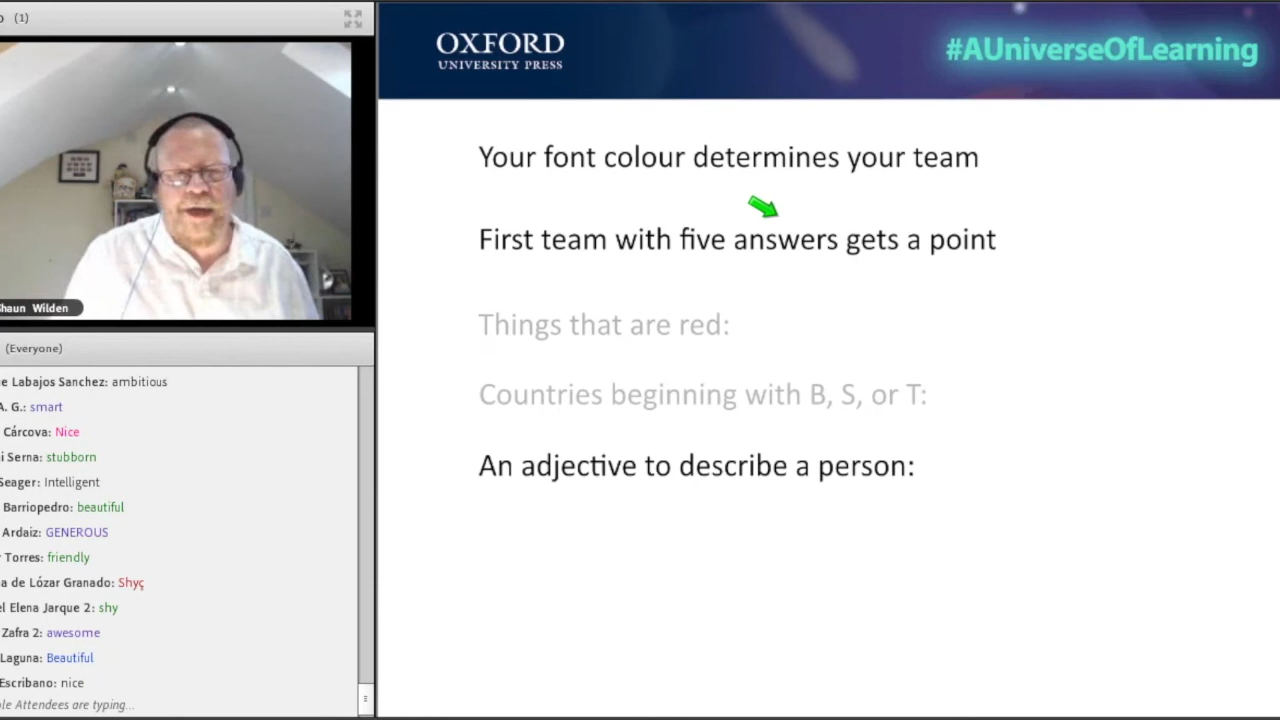 (1)
Shaun Wilden
(Everyone)
Labajos Sanchez: ambitious
A. G.: smart
Cárcova: Nice
Serna: stubborn
Seager: Intelligent
Barriopedro: beautiful
Ardaiz: GENEROUS
Torres: friendly
de Lózar Granado: Shyç
Elena Jarque 2: shy
Zafra 2: awesome
Laguna: Beautiful
Escribano: nice
Attendees are typing...
OXFORD
UNIVERSITY PRESS
#AUniverseOfLearning
Your font colour determines your team
First team with five answers gets a point
Things that are red:
Countries beginning with B, S, or T:
An adjective to describe a person: